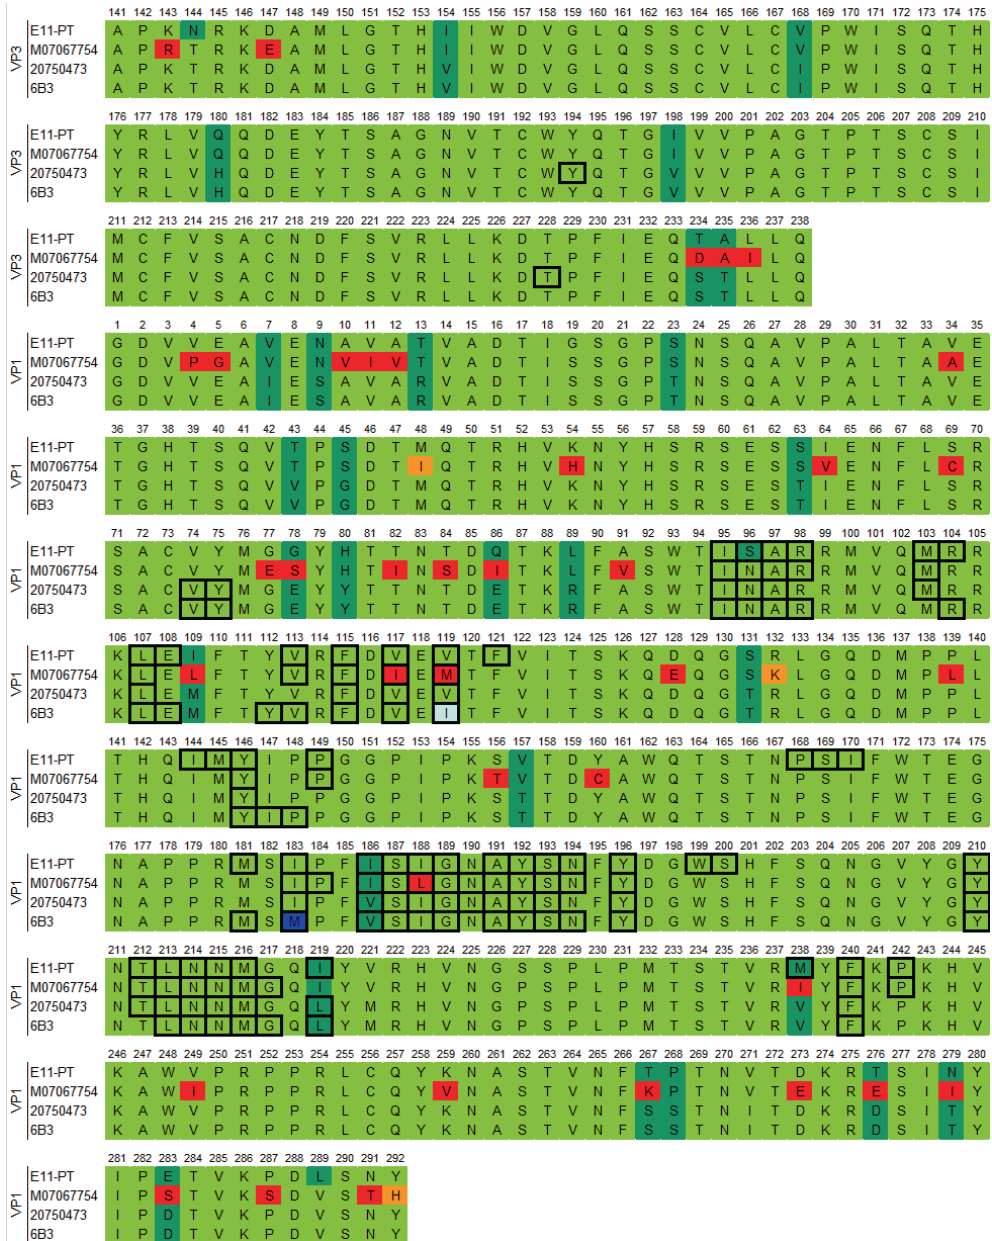 141 142 143 144 145 146 147 148 149 150 151 152 153 154 155 156 157 158 159 160 161 162 163 164 165 166 167 168 169 170 171 172 173 174 175
VP3
E11-PT A P K N R K D A M L G T H I I W D V G L Q S S C V L C V P W I S Q T H
M07067754 A P R T R K E A M L G T H I I W D V G L Q S S C V L C V P W I S Q T H
20750473 A P K T R K D A M L G T H V I W D V G L Q S S C V L C I P W I S Q T H
6B3 A P K T R K D A M L G T H V I W D V G L Q S S C V L C I P W I S Q T H
176 177 178 179 180 181 182 183 184 185 186 187 188 189 190 191 192 193 194 195 196 197 198 199 200 201 202 203 204 205 206 207 208 209 210
VP3
E11-PT Y R L V Q Q D E Y T S A G N V T C W Y Q T G I V V P A G T P T S C S I
M07067754 Y R L V Q Q D E Y T S A G N V T C W Y Q T G I V V P A G T P T S C S I
20750473 Y R L V H Q D E Y T S A G N V T C W Y Q T G V V V P A G T P T S C S I
6B3 Y R L V H Q D E Y T S A G N V T C W Y Q T G V V V P A G T P T S C S I
211 212 213 214 215 216 217 218 219 220 221 222 153 224 225 226 227 228 229 230 231 232 233 234 235 236 237 238
VP3
E11-PT M C F V S A C N D F S V R L L K D T P F I E Q T A L L Q
M07067754 M C F V S A C N D F S V R L L K D T P F I E Q D A I L Q
20750473 M C F V S A C N D F S V R L L K D T P F I E Q S T L L Q
6B3 M C F V S A C N D F S V R L L K D T P F I E Q S T L L Q
1 2 3 4 5 6 7 8 9 10 11 12 13 14 15 16 17 18 19 20 21 22 23 24 25 26 27 28 29 30 31 32 33 34 35
VP1
E11-PT G D V V E A V E N A V A T V A D T I G S G P S N S Q A V P A L T A V E
M07067754 G D V P G A V E N V I V T V A D T I S S G P S N S Q A V P A L T A A E
20750473 G D V V E A I E S A V A R V A D T I S S G P T N S Q A V P A L T A V E
6B3 G D V V E A I E S A V A R V A D T I S S G P T N S Q A V P A L T A V E
36 37 38 39 40 41 42 43 44 45 46 47 48 49 50 51 52 53 54 55 56 57 58 59 60 61 62 63 64 65 66 67 68 69 70
VP1
E11-PT T G H T S Q V T P S D T M Q T R H V K N Y H S R S E S S I E N F L S R
M07067754 T G H T S Q V T P S D T I Q T R H V H N Y H S R S E S S V E N F L C R
20750473 T G H T S Q V V P G D T M Q T R H V K N Y H S R S E S T I E N F L S R
6B3 T G H T S Q V V P G D T M Q T R H V K N Y H S R S E S T I E N F L S R
71 72 73 74 75 76 77 78 79 80 81 82 83 84 85 86 87 88 89 90 91 92 93 94 95 96 97 98 99 100 101 102 103 104 105
VP1
E11-PT S A C V Y M G G Y H T T N T D Q T K L F A S W T I S A R R M V Q M R R
M07067754 S A C V Y M E S Y H T I N S D I T K L F V S W T I N A R R M V Q M R R
20750473 S A C V Y M G E Y Y T T N T D E T K R F A S W T I N A R R M V Q M R R
6B3 S A C V Y M G E Y Y T T N T D E T K R F A S W T I N A R R M V Q M R R
106 107 108 109 110 111 112 113 114 115 116 117 118 119 120 121 122 123 124 125 126 127 128 129 130 131 132 133 134 135 136 137 138 139 140
VP1
E11-PT K L E I F T Y V R F D V E V T F V I T S K Q D Q G S R L G Q D M P P L
M07067754 K L E L F T Y V R F D I E M T F V I T S K Q E Q G S K L G Q D M P L L
20750473 K L E M F T Y V R F D V E V T F V I T S K Q D Q G T R L G Q D M P P L
6B3 K L E M F T Y V R F D V E I T F V I T S K Q D Q G T R L G Q D M P P L
141 142 143 144 145 146 147 148 149 150 151 152 153 154 155 156 157 158 159 160 161 162 163 164 165 166 167 168 169 170 171 172 173 174 175
VP1
E11-PT T H Q I M Y I P P G G P I P K S V T D Y A W Q T S T N P S I F W T E G
M07067754 T H Q I M Y I P P G G P I P K T V T D C A W Q T S T N P S I F W T E G
20750473 T H Q I M Y I P P G G P I P K S T T D Y A W Q T S T N P S I F W T E G
6B3 T H Q I M Y I P P G G P I P K S T T D Y A W Q T S T N P S I F W T E G
176 177 178 179 180 181 182 183 184 185 186 187 188 189 190 191 192 193 194 195 196 197 198 199 200 201 202 203 204 205 206 207 208 209 210
VP1
E11-PT N A P P R M S I P F I S I G N A Y S N F Y D G W S H F S Q N G V Y G Y
M07067754 N A P P R M S I P F I S L G N A Y S N F Y D G W S H F S Q N G V Y G Y
20750473 N A P P R M S I P F V S I G N A Y S N F Y D G W S H F S Q N G V Y G Y
6B3 N A P P R M S M P F V S I G N A Y S N F Y D G W S H F S Q N G V Y G Y
211 212 213 214 215 216 217 218 219 220 221 222 223 224 225 226 227 228 229 230 231 232 233 234 235 236 237 238 239 240 241 242 243 244 245
VP1
E11-PT N T L N N M G Q I Y V R H V N G S S P L P M T S T V R M Y F K P K H V
M07067754 N T L N N M G Q I Y V R H V N G P S P L P M T S T V R I Y F K P K H V
20750473 N T L N N M G Q L Y M R H V N G P S P L P M T S T V R V Y F K P K H V
6B3 N T L N N M G Q L Y M R H V N G P S P L P M T S T V R V Y F K P K H V
246 247 248 249 250 251 252 253 254 255 256 257 258 259 260 261 262 263 264 265 266 267 268 269 270 271 272 273 274 275 276 277 278 279 280
VP1
E11-PT K A W V P R P P R L C Q Y K N A S T V N F T P T N V T D K R T S I N Y
M07067754 K A W I P R P P R L C Q Y V N A S T V N F K P T N V T E K R E S I I Y
20750473 K A W V P R P P R L C Q Y K N A S T V N F S S T N I T D K R D S I T Y
6B3 K A W V P R P P R L C Q Y K N A S T V N F S S T N I T D K R D S I T Y
281 282 283 284 285 286 287 288 289 290 291 292
VP1
E11-PT I P E T V K P D L S N Y
M07067754 I P S T V K S D V S T H
20750473 I P D T V K P D V S N Y
6B3 I P D T V K P D V S N Y